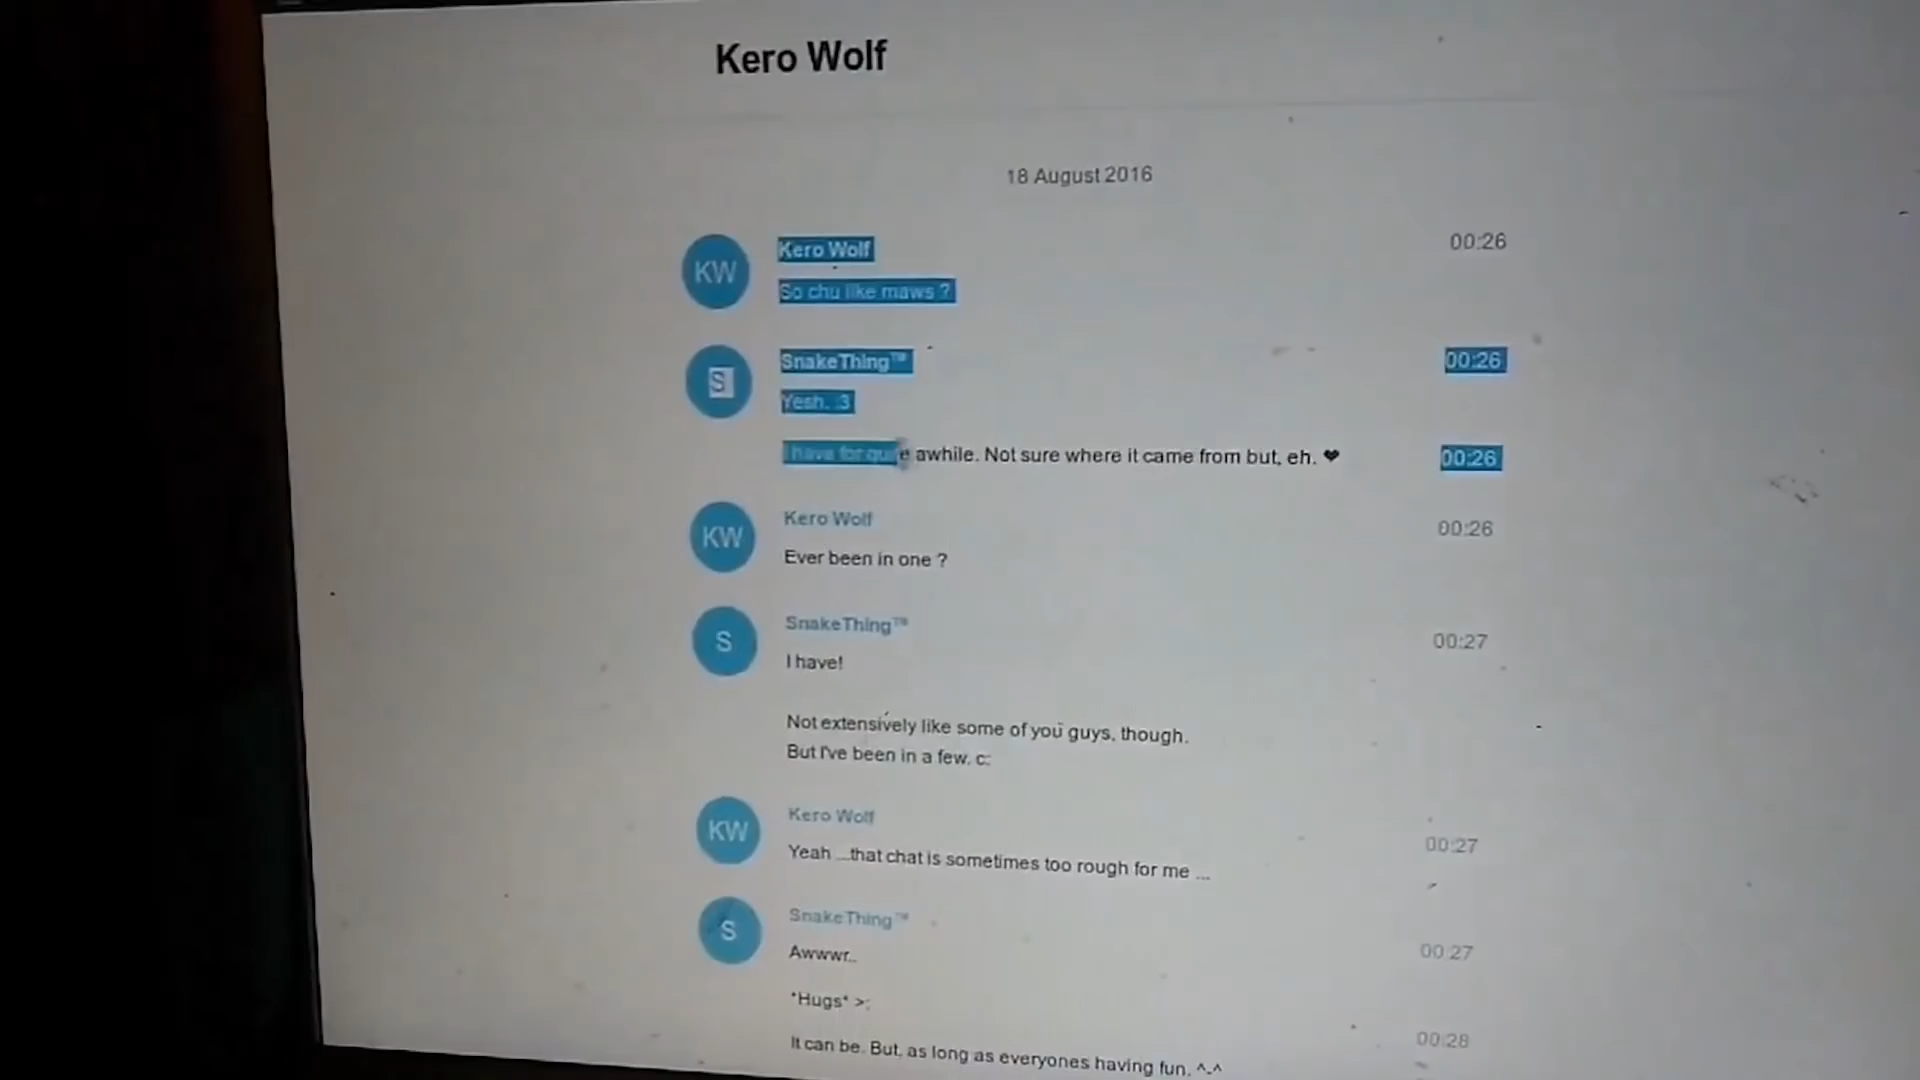 Kero Wolf
18 August 2016
KW
Kero Wolf
00:26
So chu like maws ?
S
SnakeThing™
00:26
Yesh. :3
I have for quite awhile. Not sure where it came from but, eh. ❤
00:26
KW
Kero Wolf
00:26
Ever been in one ?
S
SnakeThing™
00:27
I have!
Not extensively like some of you guys, though.
But I've been in a few. c:
KW
Kero Wolf
00:27
Yeah ...that chat is sometimes too rough for me ...
S
SnakeThing™
00:27
Awwwr..
*Hugs* >:
It can be. But, as long as everyones having fun. ^-^
00:28